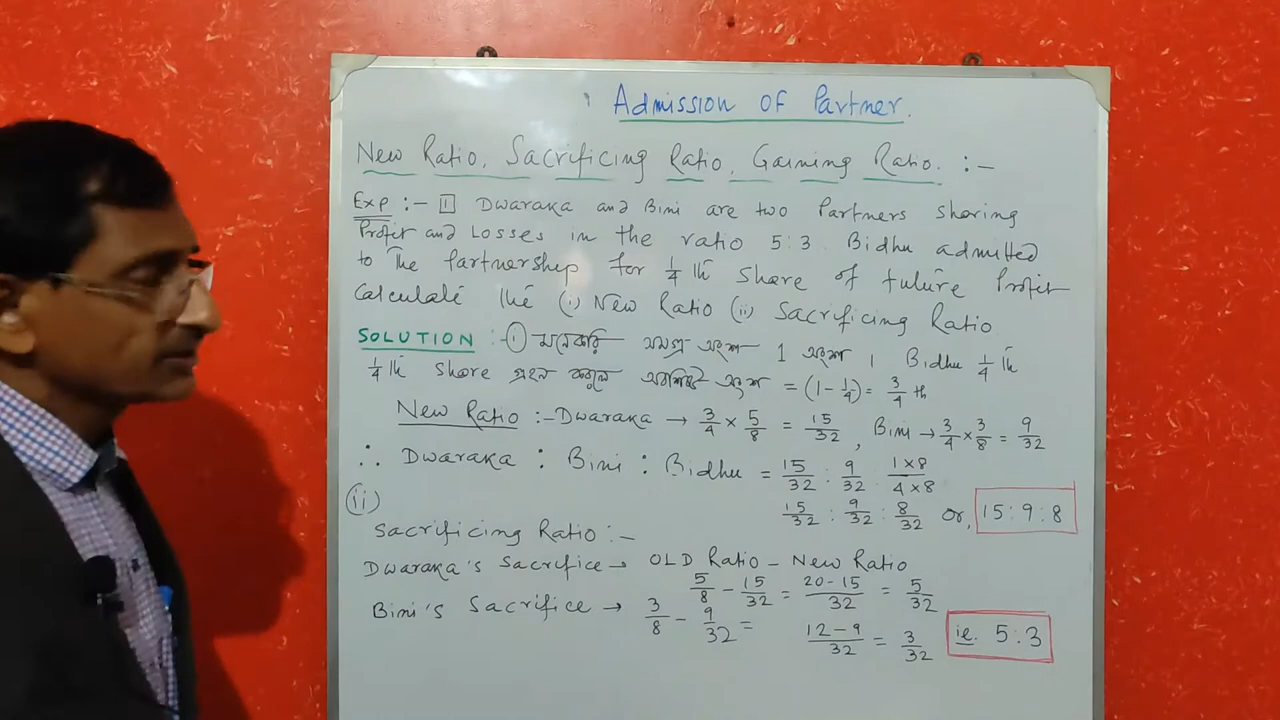 Admission OF Partner.
New Ratio, Sacrificing Ratio, Gaining Ratio. :-
Exp :- 1 Dwaraka and Bini are two Partners sharing
Profit and Losses in the ratio 5:3. Bidhu admitted
to The Partnership for 1/4 th share of future Profit
Calculate the (i) New Ratio (ii) Sacrificing Ratio
SOLUTION :- (i) মনেকরি সমগ্র অংশ 1 অংশ । Bidhu 1/4 th
1/4 th share গ্রহন করলে অবশিষ্ট অংশ = (1 - 1/4) = 3/4 th
New Ratio :- Dwaraka → 3/4 × 5/8 = 15/32, Bini → 3/4 × 3/8 = 9/32
∴ Dwaraka : Bini : Bidhu = 15/32 : 9/32 : 1×8/4×8
15/32 : 9/32 : 8/32 or, 15:9:8
(ii)
Sacrificing Ratio :-
Dwaraka's Sacrifice → OLD Ratio - New Ratio
5/8 - 15/32 = 20-15/32 = 5/32
Bini's Sacrifice → 3/8 - 9/32 = 12-9/32 = 3/32 ie. 5:3